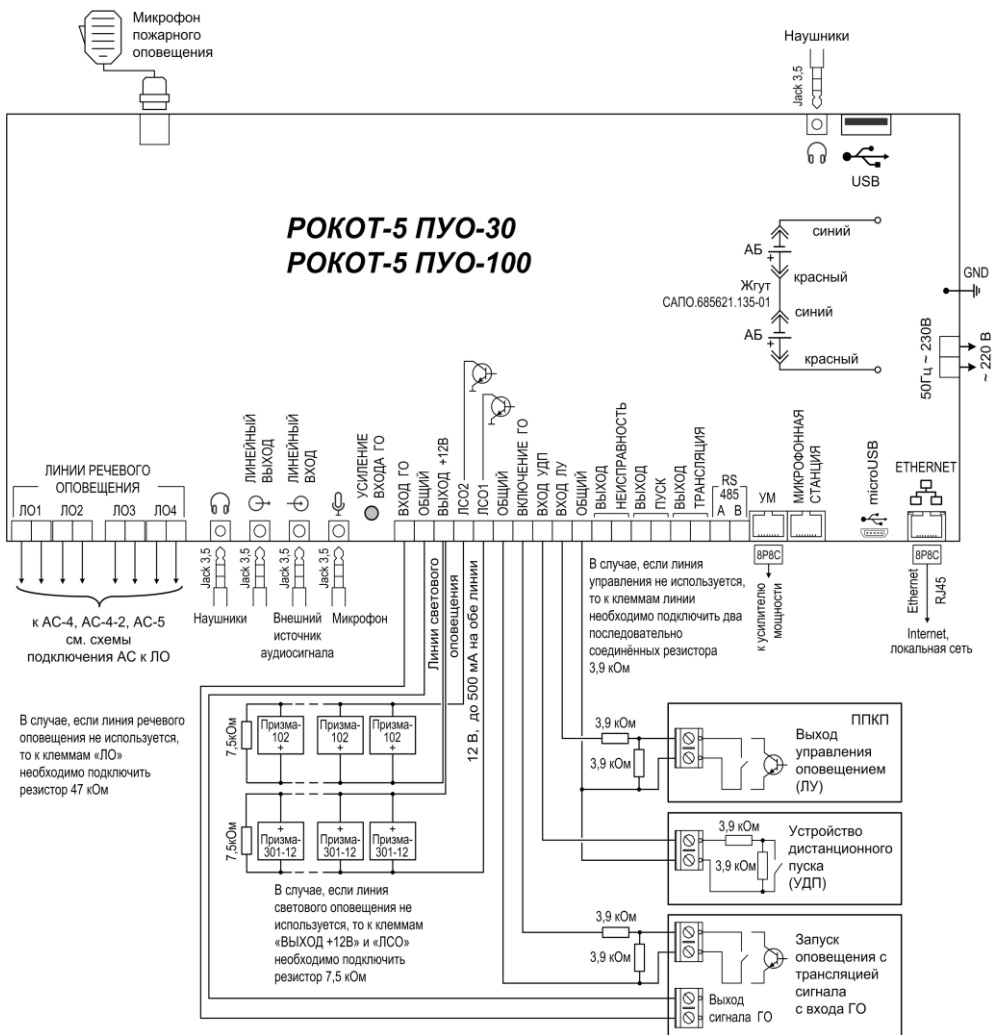 Микрофон
пожарного
оповещения
Наушники
Jack 3,5
USB
РОКОТ-5 ПУО-30
РОКОТ-5 ПУО-100
синий
АБ
+
красный
Жгут
САПО.685621.135-01
синий
АБ
+
красный
GND
50Гц ~ 230В
~ 220 В
ЛИНИИ РЕЧЕВОГО
ОПОВЕЩЕНИЯ
ЛО1
ЛО2
ЛО3
ЛО4
ЛИНЕЙНЫЙ
ВЫХОД
ЛИНЕЙНЫЙ
ВХОД
УСИЛЕНИЕ
ВХОДА ГО
ВХОД ГО
ОБЩИЙ
ВЫХОД +12В
ЛСО2
ЛСО1
ОБЩИЙ
ВКЛЮЧЕНИЕ ГО
ВХОД УДП
ВХОД ЛУ
ОБЩИЙ
ВЫХОД
НЕИСПРАВНОСТЬ
ВЫХОД
ПУСК
ВЫХОД
ТРАНСЛЯЦИЯ
RS
485
A B
УМ
МИКРОФОННАЯ
СТАНЦИЯ
microUSB
ETHERNET
Jack 3,5
Jack 3,5
Jack 3,5
Jack 3,5
Наушники
Внешний
источник
аудиосигнала
Микрофон
к АС-4, АС-4-2, АС-5
см. схемы
подключения АС к ЛО
Линии светового
оповещения
12 В, до 500 мА на обе линии
8P8C
к усилителю
мощности
8P8C
Ethernet
RJ45
Internet,
локальная сеть
В случае, если линия
управления не используется,
то к клеммам линии
необходимо подключить два
последовательно
соединённых резистора
3,9 кОм
В случае, если линия речевого
оповещения не используется,
то к клеммам «ЛО»
необходимо подключить
резистор 47 кОм
7,5кОм
Призма-
102
+
Призма-
102
+
Призма-
102
+
7,5кОм
+
Призма-
301-12
+
Призма-
301-12
+
Призма-
301-12
В случае, если линия
светового оповещения не
используется, то к клеммам
«ВЫХОД +12В» и «ЛСО»
необходимо подключить
резистор 7,5 кОм
3,9 кОм
3,9 кОм
ППКП
Выход
управления
оповещением
(ЛУ)
3,9 кОм
3,9 кОм
Устройство
дистанционного
пуска
(УДП)
3,9 кОм
3,9 кОм
Запуск
оповещения с
трансляцией
сигнала
с входа ГО
Выход
сигнала ГО